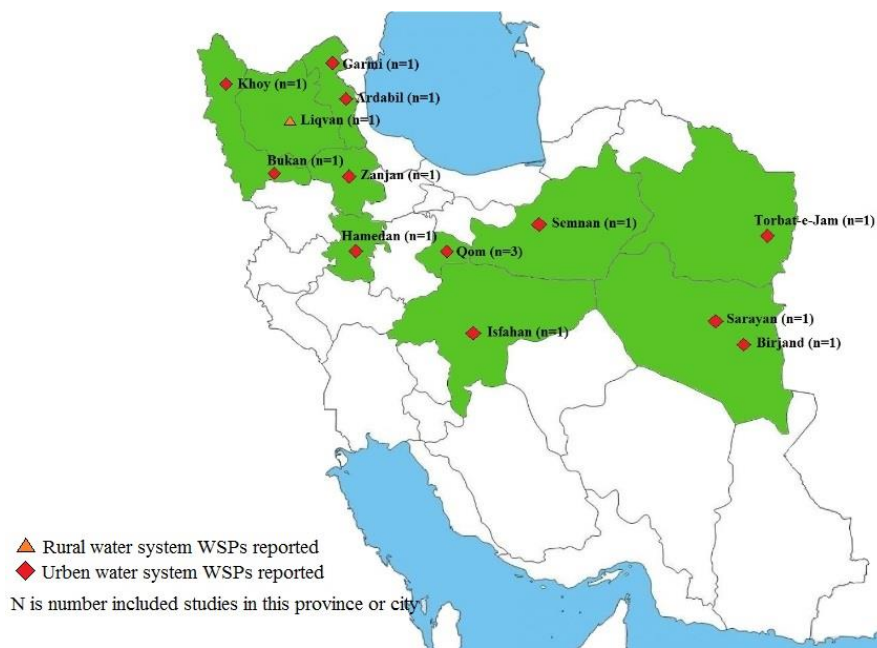 Garmi (n=1)
Khoy (n=1)
Ardabil (n=1)
Liqvan (n=1)
Bukan (n=1)
Zanjan (n=1)
Torbat-e-Jam (n=1)
Semnan (n=1)
Hamedan (n=1)
Qom (n=3)
Sarayan (n=1)
Isfahan (n=1)
Birjand (n=1)
Rural water system WSPs reported
Urben water system WSPs reported
N is number included studies in this province or city